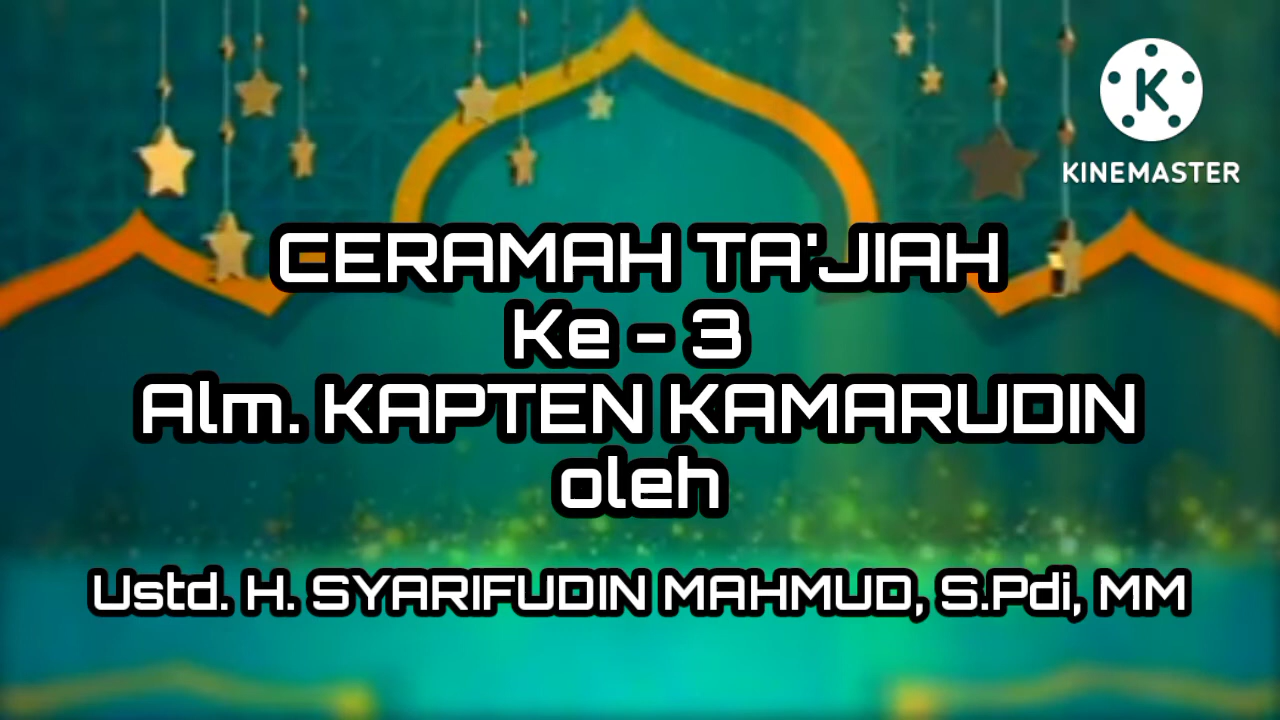 KINEMASTER
CERAMAH TA'JIAH
Ke - 3
Alm. KAPTEN KAMARUDIN
oleh
Ustd. H. SYARIFUDIN MAHMUD, S.Pdi, MM